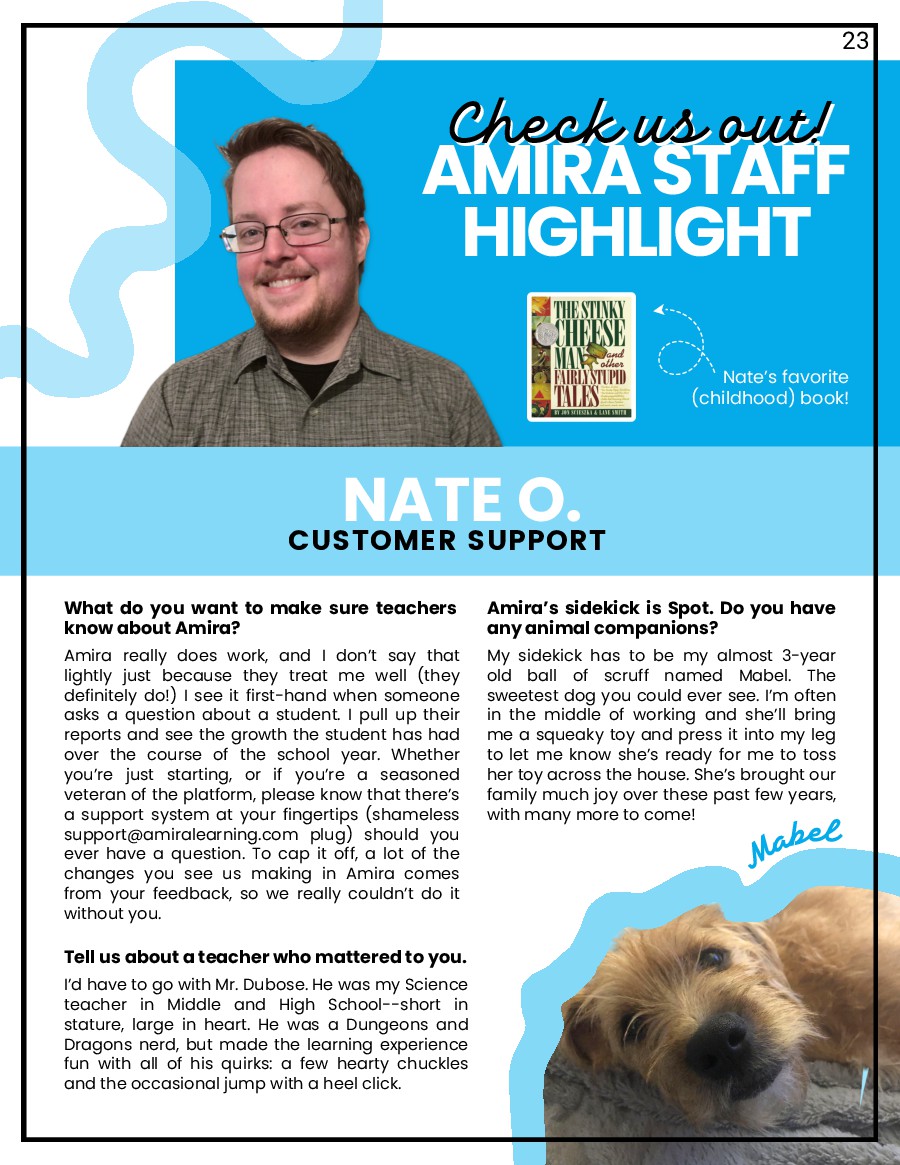 23
Check us out!
AMIRA STAFF
HIGHLIGHT
THE STINKY
CHEESE
MAN and
other
FAIRLY STUPID
TALES
BY JON SCIESZKA & LANE SMITH
Nate's favorite
(childhood) book!
NATE O.
CUSTOMER SUPPORT
What do you want to make sure teachers
know about Amira?
Amira really does work, and I don't say that
lightly just because they treat me well (they
definitely do!) I see it first-hand when someone
asks a question about a student. I pull up their
reports and see the growth the student has had
over the course of the school year. Whether
you're just starting, or if you're a seasoned
veteran of the platform, please know that there's
a support system at your fingertips (shameless
support@amiralearning.com plug) should you
ever have a question. To cap it off, a lot of the
changes you see us making in Amira comes
from your feedback, so we really couldn't do it
without you.
Tell us about a teacher who mattered to you.
I'd have to go with Mr. Dubose. He was my Science
teacher in Middle and High School--short in
stature, large in heart. He was a Dungeons and
Dragons nerd, but made the learning experience
fun with all of his quirks: a few hearty chuckles
and the occasional jump with a heel click.
Amira's sidekick is Spot. Do you have
any animal companions?
My sidekick has to be my almost 3-year
old ball of scruff named Mabel. The
sweetest dog you could ever see. I'm often
in the middle of working and she'll bring
me a squeaky toy and press it into my leg
to let me know she's ready for me to toss
her toy across the house. She's brought our
family much joy over these past few years,
with many more to come!
Mabel